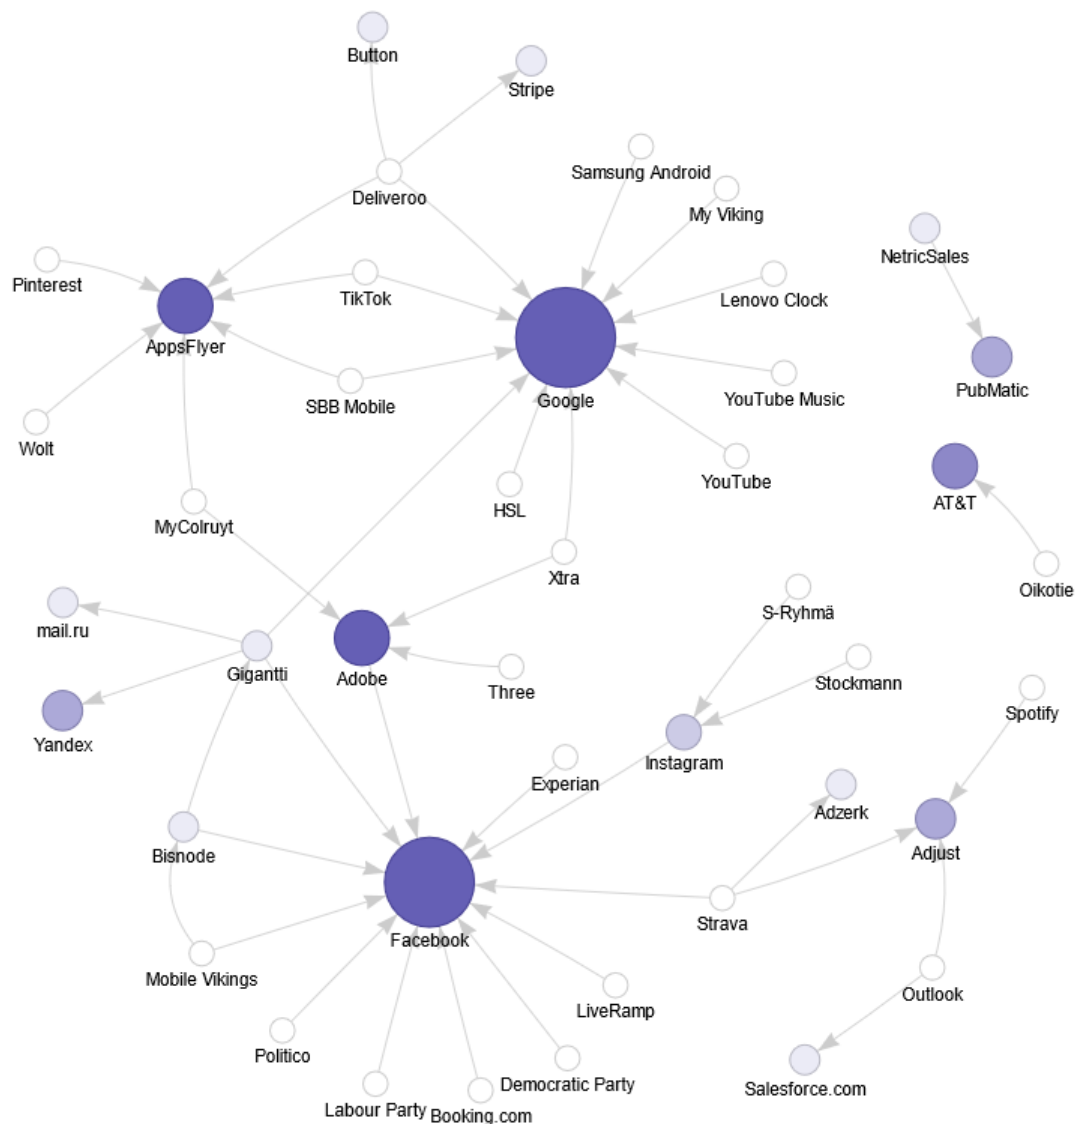 Button
Stripe
Samsung Android
Deliveroo
My Viking
NetricSales
Pinterest
TikTok
Lenovo Clock
AppsFlyer
PubMatic
YouTube Music
Google
SBB Mobile
Wolt
YouTube
AT&T
HSL
MyColruyt
Xtra
Oikotie
S-Ryhmä
mail.ru
Gigantti
Adobe
Stockmann
Three
Spotify
Yandex
Instagram
Experian
Adzerk
Adjust
Bisnode
Strava
Facebook
Mobile Vikings
Outlook
LiveRamp
Politico
Democratic Party
Salesforce.com
Labour Party
Booking.com